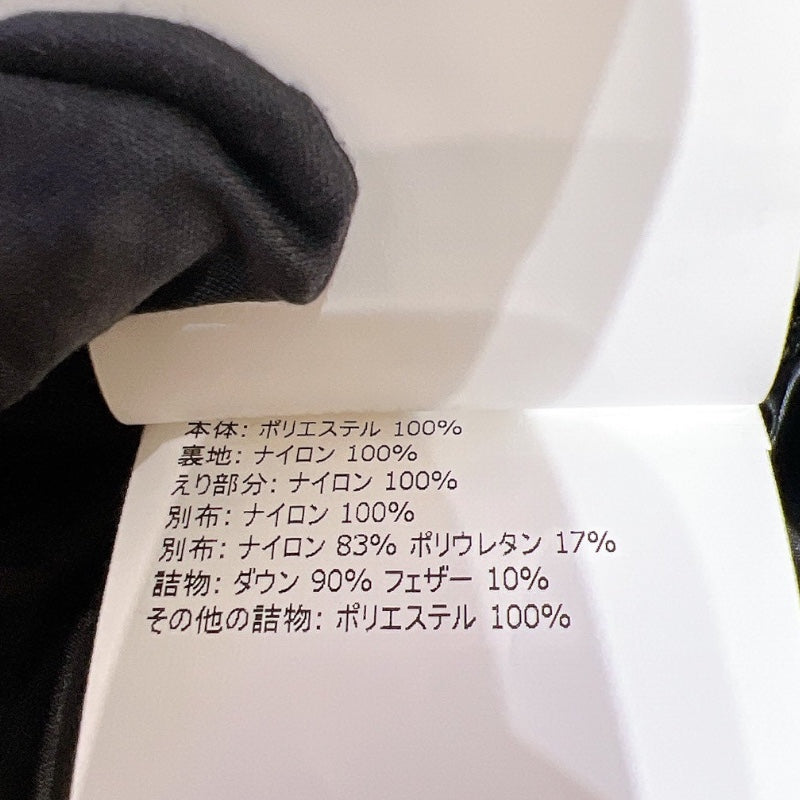 本体: ポリエステル 100%
裏地: ナイロン 100%
えり部分: ナイロン 100%
別布: ナイロン 100%
別布: ナイロン 83% ポリウレタン 17%
詰物: ダウン 90% フェザー 10%
その他の詰物: ポリエステル 100%